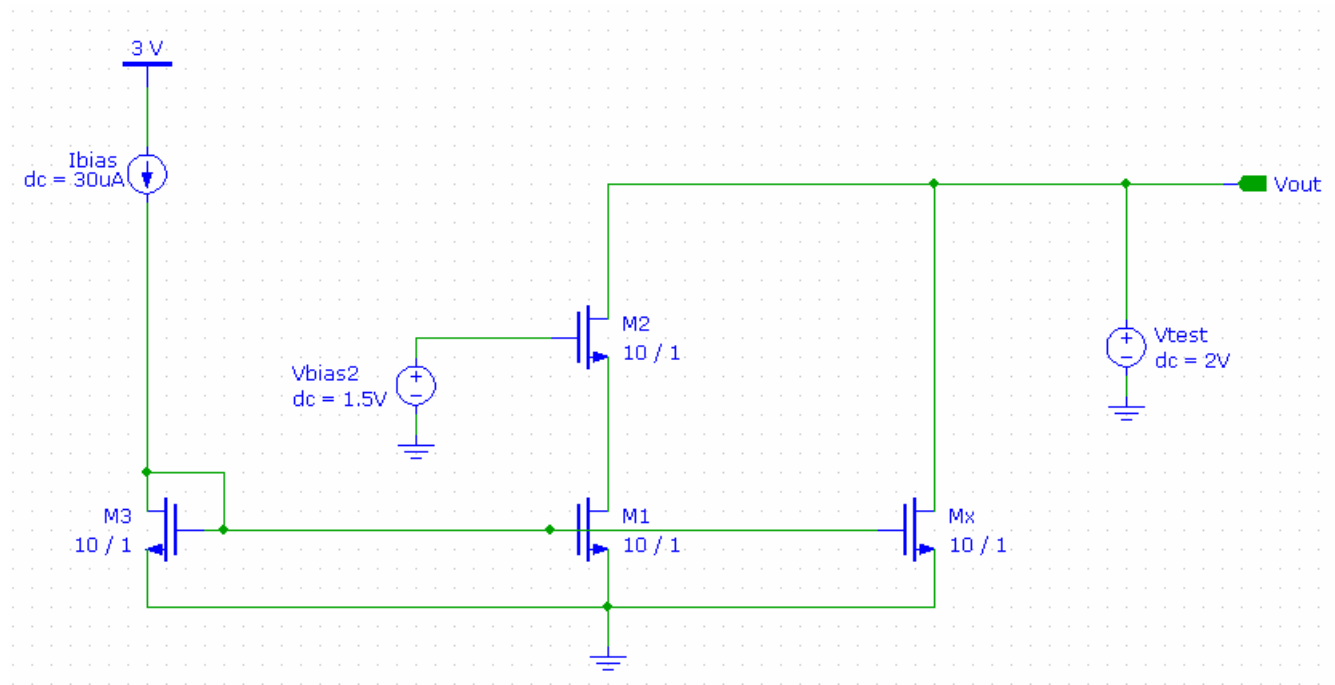 3 V
Ibias
dc = 30uA
Vout
M2
10 / 1
Vtest
dc = 2V
Vbias2
dc = 1.5V
M3
10 / 1
M1
10 / 1
Mx
10 / 1